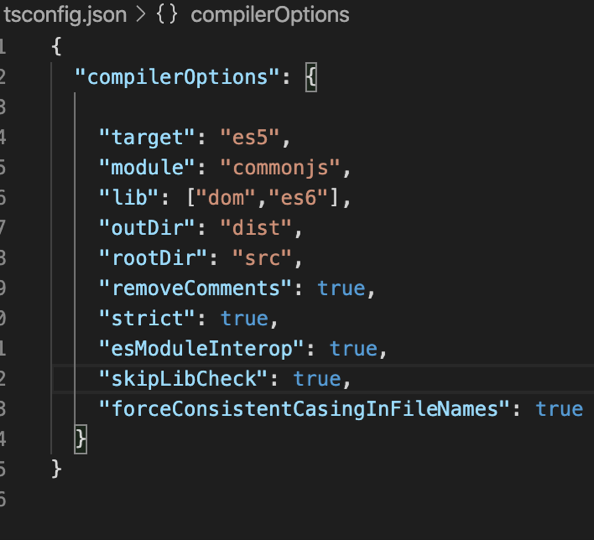 tsconfig.json > {} compilerOptions
1 {
2 "compilerOptions": {
3
4 "target": "es5",
5 "module": "commonjs",
6 "lib": ["dom","es6"],
7 "outDir": "dist",
8 "rootDir": "src",
9 "removeComments": true,
0 "strict": true,
1 "esModuleInterop": true,
2 "skipLibCheck": true,
3 "forceConsistentCasingInFileNames": true
4 }
5 }
6